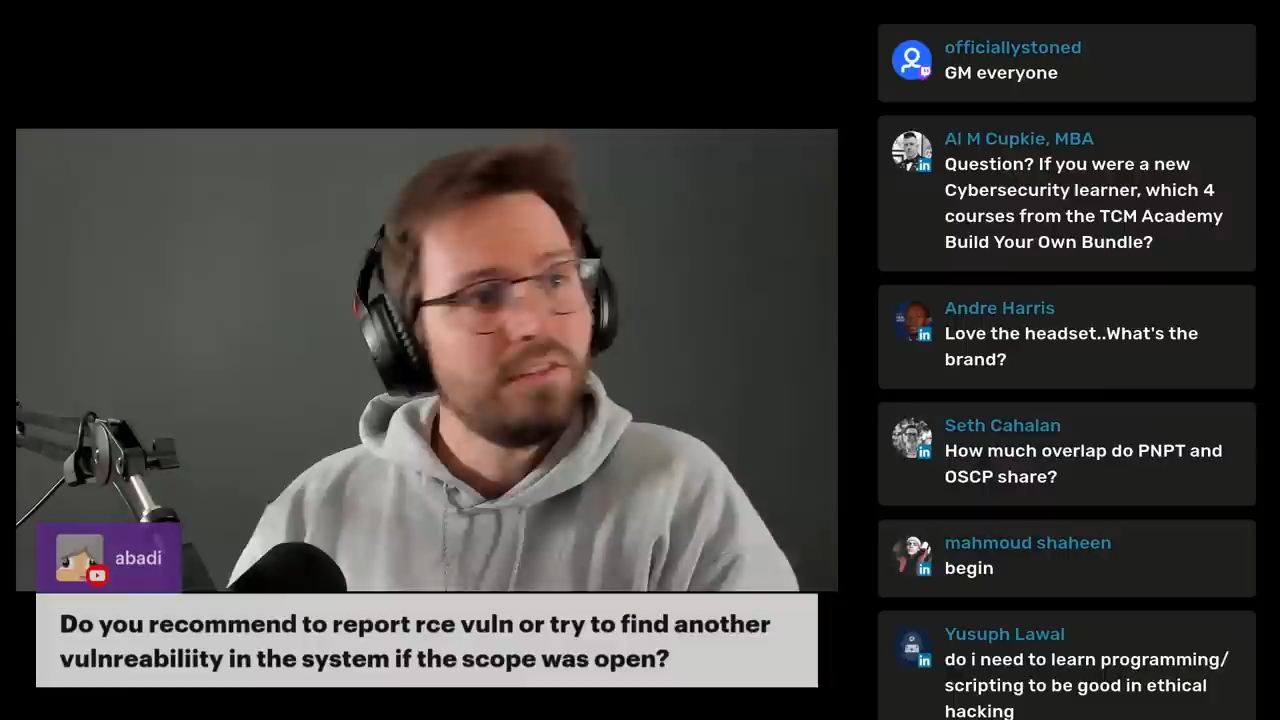 officiallystoned
GM everyone
Al M Cupkie, MBA
Question? If you were a new
Cybersecurity learner, which 4
courses from the TCM Academy
Build Your Own Bundle?
Andre Harris
Love the headset..What's the
brand?
Seth Cahalan
How much overlap do PNPT and
OSCP share?
mahmoud shaheen
begin
Yusuph Lawal
do i need to learn programming/
scripting to be good in ethical
hacking
abadi
Do you recommend to report rce vuln or try to find another
vulnreabiliity in the system if the scope was open?